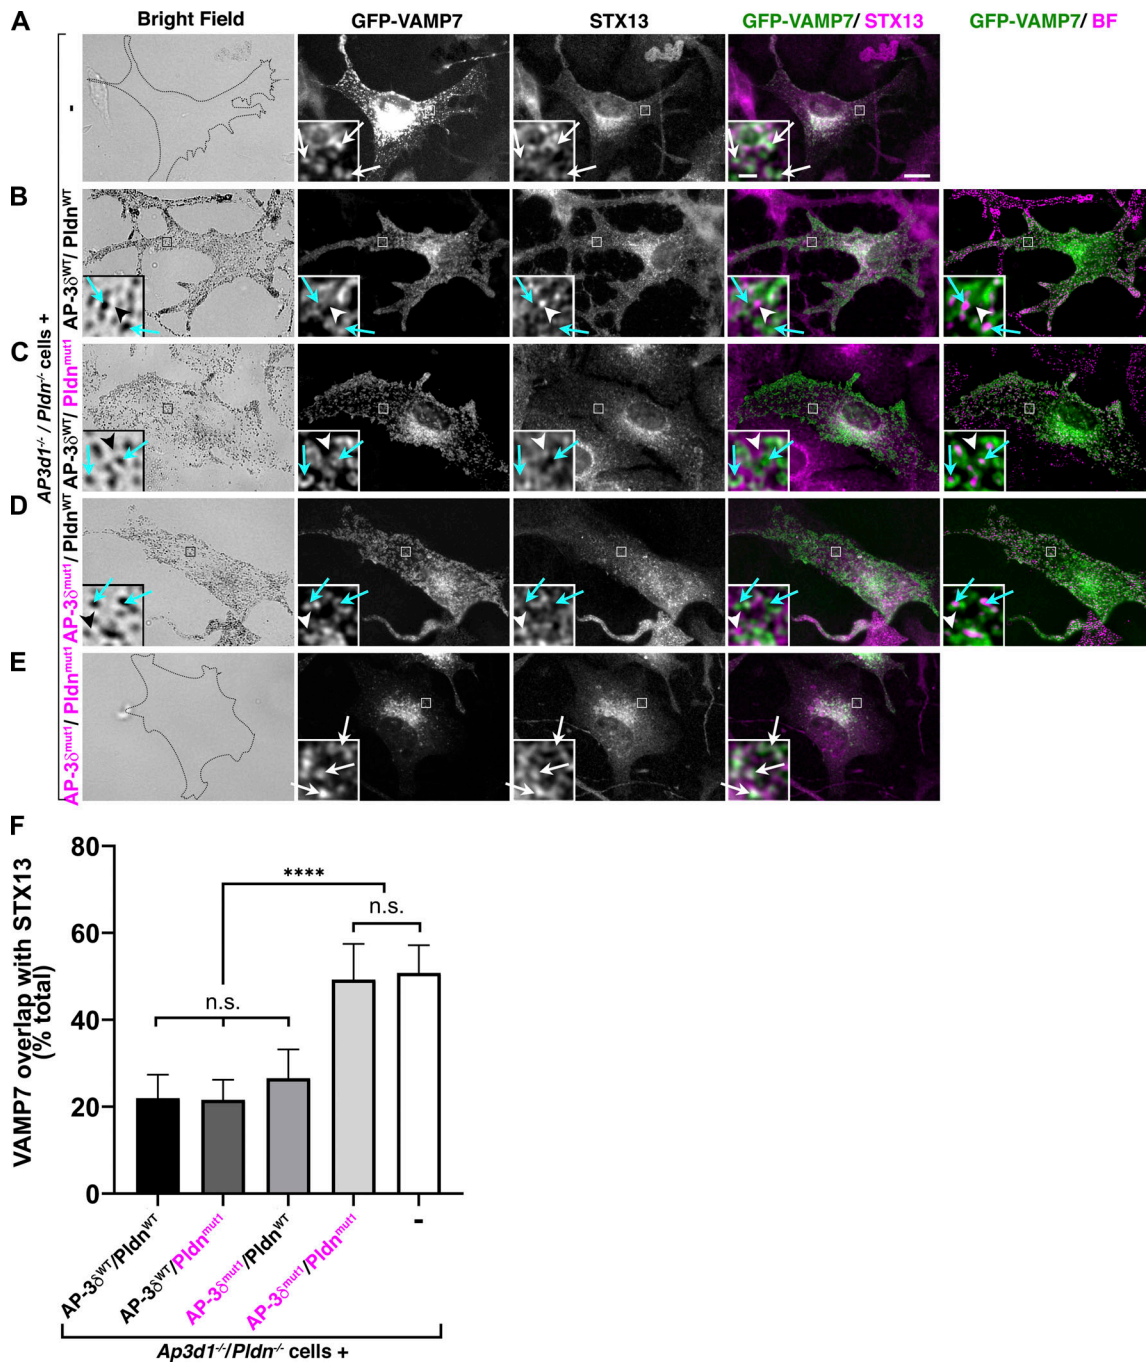 A
Bright Field
GFP-VAMP7
STX13
GFP-VAMP7/ STX13
GFP-VAMP7/ BF
-
B
AP-3δᵂᵀ/ Pldnᵂᵀ
C
AP-3δᵂᵀ/ Pldnᵐᵘᵗ¹
D
AP-3δᵐᵘᵗ¹/ Pldnᵂᵀ
E
AP-3δᵐᵘᵗ¹/ Pldnᵐᵘᵗ¹
Ap3d1⁻/⁻ / Pldn⁻/⁻ cells +
F
VAMP7 overlap with STX13
(% total)
80
60
40
20
0
****
n.s.
n.s.
AP-3δᵂᵀ/Pldnᵂᵀ
AP-3δᵂᵀ/Pldnᵐᵘᵗ¹
AP-3δᵐᵘᵗ¹/Pldnᵂᵀ
AP-3δᵐᵘᵗ¹/Pldnᵐᵘᵗ¹
-
Ap3d1⁻/⁻/Pldn⁻/⁻ cells +